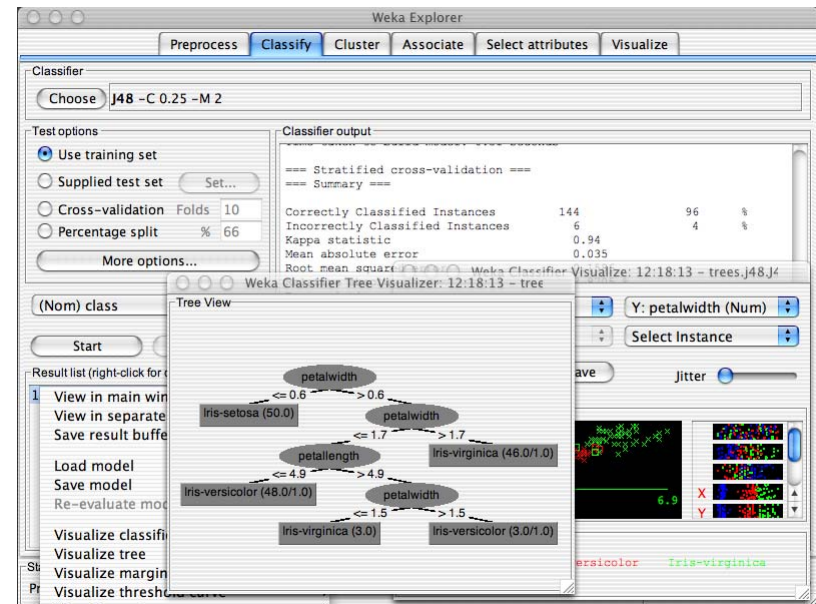 Weka Explorer
Preprocess Classify Cluster Associate Select attributes Visualize
Classifier
Choose J48 -C 0.25 -M 2
Test options
Use training set
Supplied test set Set...
Cross-validation Folds 10
Percentage split % 66
More options...
(Nom) class
Start
Result list (right-click for
Classifier output
=== Stratified cross-validation ===
=== Summary ===
Correctly Classified Instances 144 96 %
Incorrectly Classified Instances 6 4 %
Kappa statistic 0.94
Mean absolute error 0.035
Root mean squar
Weka Classifier Visualize: 12:18:13 - trees.j48.J4
Y: petalwidth (Num)
Select Instance
ave
Jitter
6.9
X
Y
ersicolor Iris-virginica
Weka Classifier Tree Visualizer: 12:18:13 - tree
Tree View
petalwidth
<= 0.6 > 0.6
Iris-setosa (50.0) petalwidth
<= 1.7 > 1.7
petallength Iris-virginica (46.0/1.0)
<= 4.9 > 4.9
Iris-versicolor (48.0/1.0) petalwidth
<= 1.5 > 1.5
Iris-virginica (3.0) Iris-versicolor (3.0/1.0)
1
View in main win
View in separate
Save result buffe
Load model
Save model
Re-evaluate mod
Visualize classifi
Visualize tree
Visualize margin
Visualize threshold curve
Sta
Pr